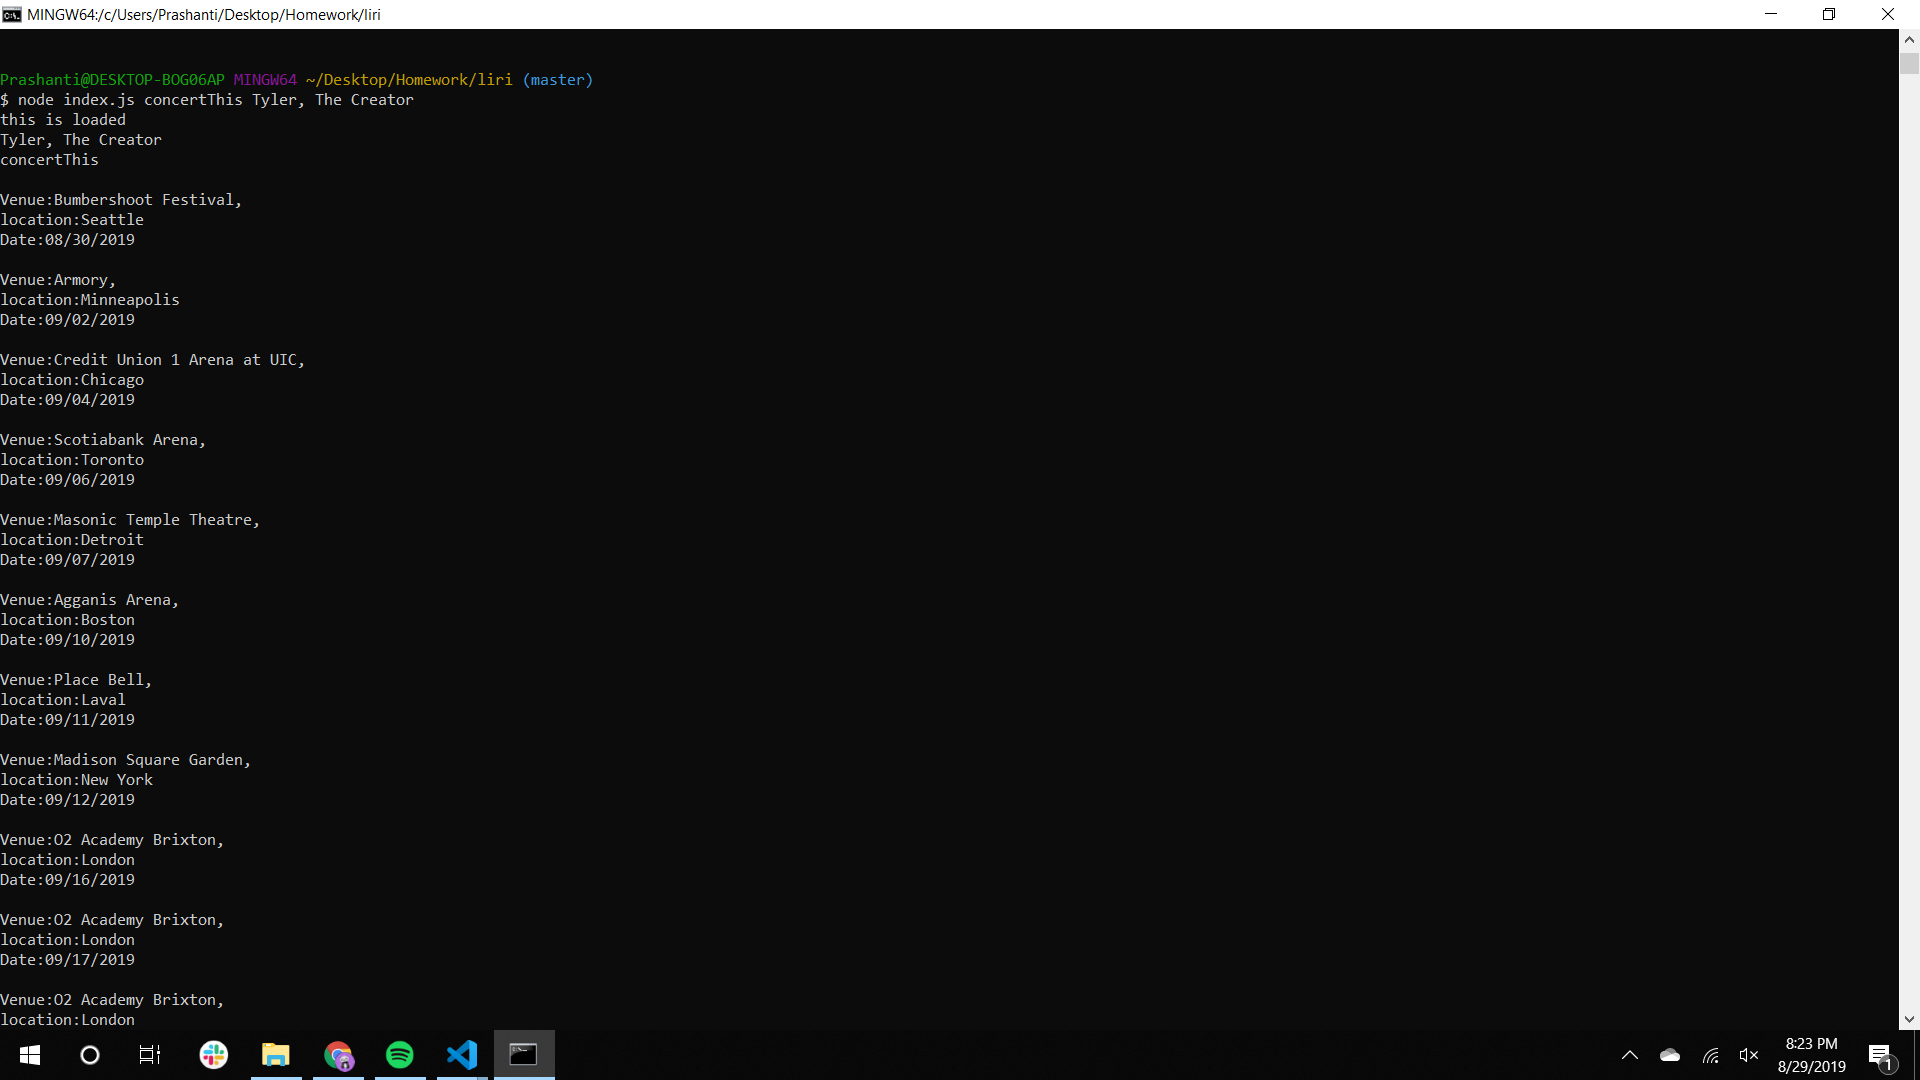 MINGW64:/c/Users/Prashanti/Desktop/Homework/liri
Prashanti@DESKTOP-BOG06AP MINGW64 ~/Desktop/Homework/liri (master)
$ node index.js concertThis Tyler, The Creator
this is loaded
Tyler, The Creator
concertThis
Venue:Bumbershoot Festival,
location:Seattle
Date:08/30/2019
Venue:Armory,
location:Minneapolis
Date:09/02/2019
Venue:Credit Union 1 Arena at UIC,
location:Chicago
Date:09/04/2019
Venue:Scotiabank Arena,
location:Toronto
Date:09/06/2019
Venue:Masonic Temple Theatre,
location:Detroit
Date:09/07/2019
Venue:Agganis Arena,
location:Boston
Date:09/10/2019
Venue:Place Bell,
location:Laval
Date:09/11/2019
Venue:Madison Square Garden,
location:New York
Date:09/12/2019
Venue:O2 Academy Brixton,
location:London
Date:09/16/2019
Venue:O2 Academy Brixton,
location:London
Date:09/17/2019
Venue:O2 Academy Brixton,
location:London
8:23 PM
8/29/2019
1